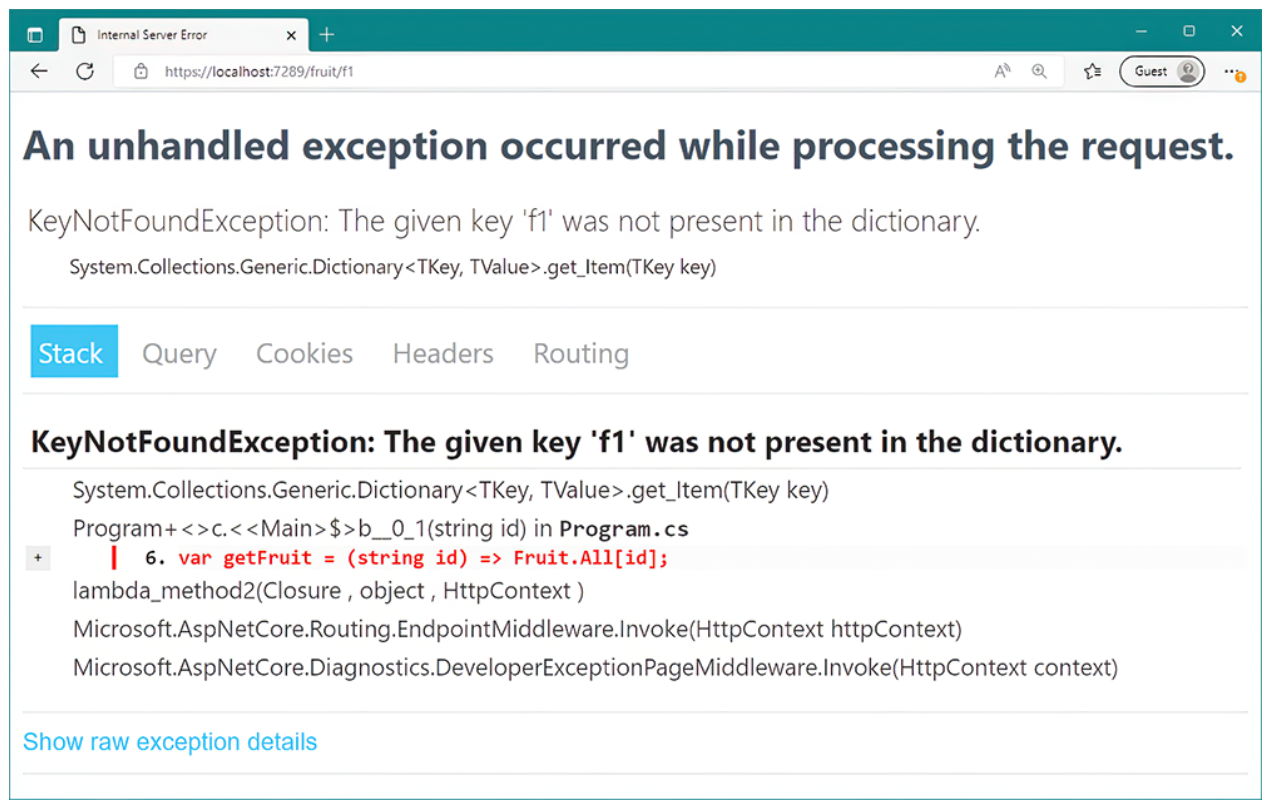 Internal Server Error
https://localhost:7289/fruit/f1
Guest
An unhandled exception occurred while processing the request.
KeyNotFoundException: The given key 'f1' was not present in the dictionary.
System.Collections.Generic.Dictionary<TKey, TValue>.get_Item(TKey key)
Stack Query Cookies Headers Routing
KeyNotFoundException: The given key 'f1' was not present in the dictionary.
System.Collections.Generic.Dictionary<TKey, TValue>.get_Item(TKey key)
Program+<>c.<<Main>$>b__0_1(string id) in Program.cs
+ 6. var getFruit = (string id) => Fruit.All[id];
lambda_method2(Closure , object , HttpContext )
Microsoft.AspNetCore.Routing.EndpointMiddleware.Invoke(HttpContext httpContext)
Microsoft.AspNetCore.Diagnostics.DeveloperExceptionPageMiddleware.Invoke(HttpContext context)
Show raw exception details